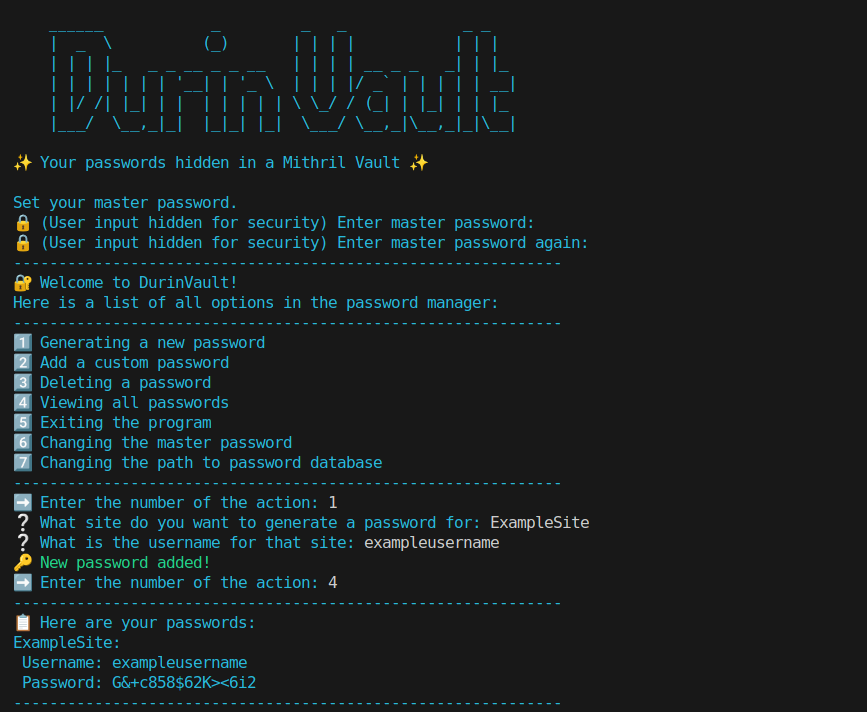 DurinVault
✨ Your passwords hidden in a Mithril Vault ✨
Set your master password.
🔒 (User input hidden for security) Enter master password:
🔒 (User input hidden for security) Enter master password again:
-------------------------------------------------------------
🔐 Welcome to DurinVault!
Here is a list of all options in the password manager:
-------------------------------------------------------------
1️⃣ Generating a new password
2️⃣ Add a custom password
3️⃣ Deleting a password
4️⃣ Viewing all passwords
5️⃣ Exiting the program
6️⃣ Changing the master password
7️⃣ Changing the path to password database
-------------------------------------------------------------
➡️ Enter the number of the action: 1
❔ What site do you want to generate a password for: ExampleSite
❔ What is the username for that site: exampleusername
🔑 New password added!
➡️ Enter the number of the action: 4
-------------------------------------------------------------
📋 Here are your passwords:
ExampleSite:
 Username: exampleusername
 Password: G&+c858$62K><6i2
-------------------------------------------------------------